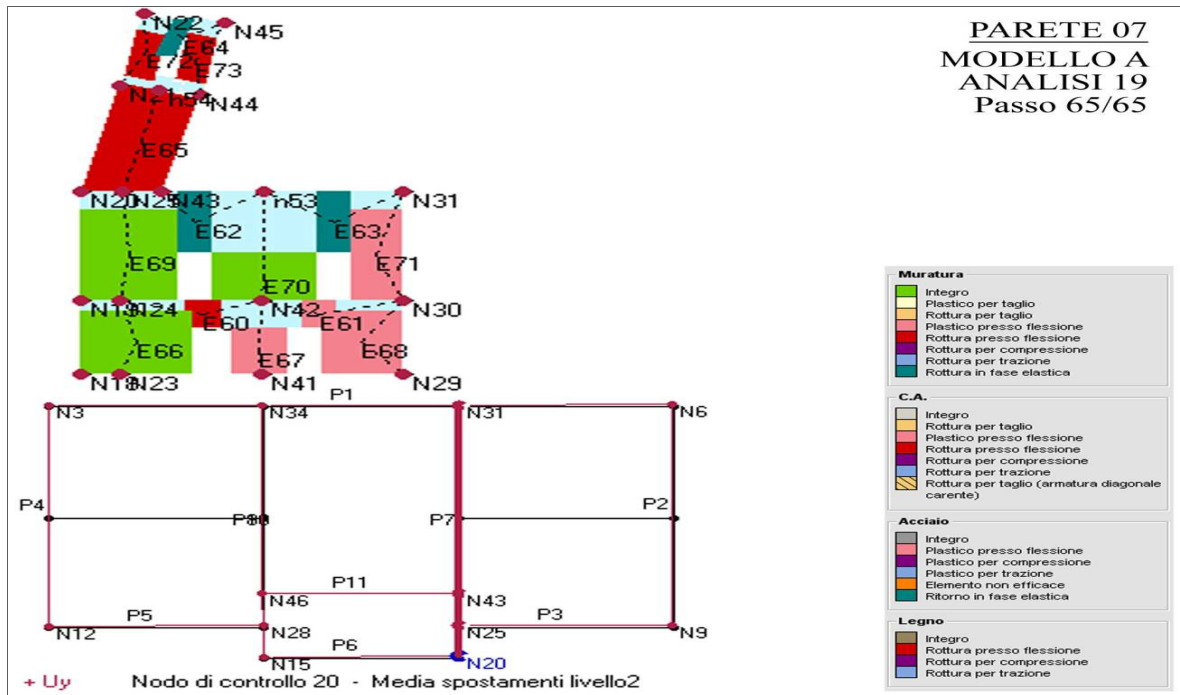 PARETE 07
MODELLO A
ANALISI 19
Passo 65/65
N22
N45
E64
E72
E73
n54
N44
E65
N20
N25
N43
n53
N31
E62
E63
E69
E71
E70
N19
N24
N42
N30
E60
E61
E66
E67
E68
N18
N23
N41
N29
P1
N3
N34
N31
N6
P4
P7
P2
P11
N46
N43
P5
P3
N12
N28
N25
N9
P6
N15
N20
+ Uy
Nodo di controllo 20 - Media spostamenti livello2
Muratura
Integro
Plastico per taglio
Rottura per taglio
Plastico presso flessione
Rottura presso flessione
Rottura per compressione
Rottura per trazione
Rottura in fase elastica
C.A.
Integro
Rottura per taglio
Plastico presso flessione
Rottura presso flessione
Rottura per compressione
Rottura per trazione
Rottura per taglio (armatura diagonale
carente)
Acciaio
Integro
Plastico presso flessione
Plastico per compressione
Plastico per trazione
Elemento non efficace
Ritorno in fase elastica
Legno
Integro
Rottura presso flessione
Rottura per compressione
Rottura per trazione